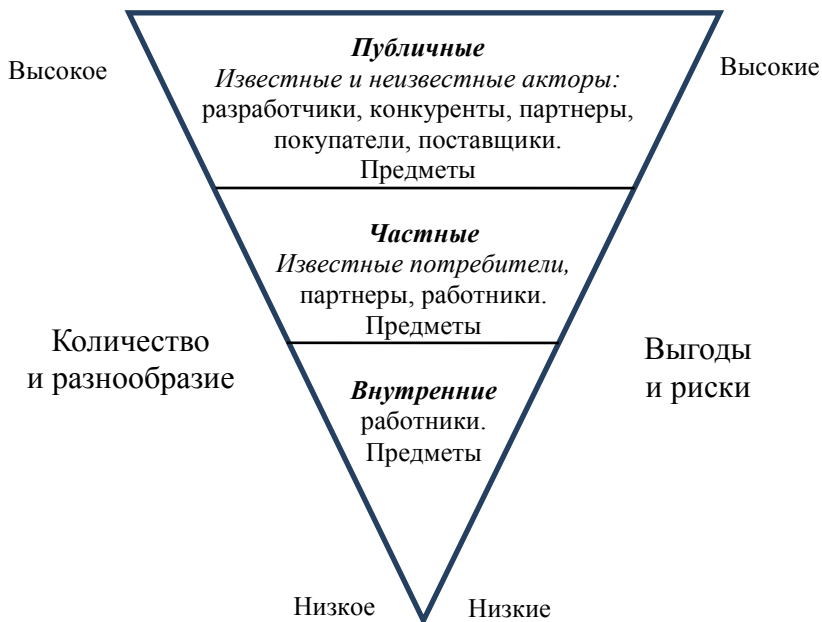 Публичные
Высокое
Высокие
Известные и неизвестные акторы:
разработчики, конкуренты, партнеры,
покупатели, поставщики.
Предметы
Частные
Известные потребители,
партнеры, работники.
Предметы
Количество
и разнообразие
Выгоды
и риски
Внутренние
работники.
Предметы
Низкое
Низкие